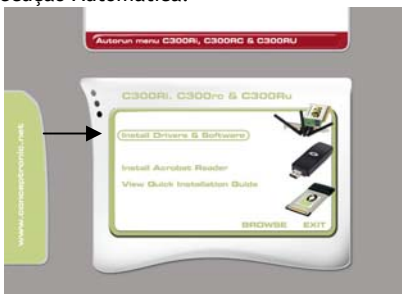 Autorun menu C300Ri, C300RC & C300RU
C300Ri, C300rc & C300Ru
Install Drivers & Software
Install Acrobat Reader
View Quick Installation Guide
BROWSE EXIT
www.conceptronic.net